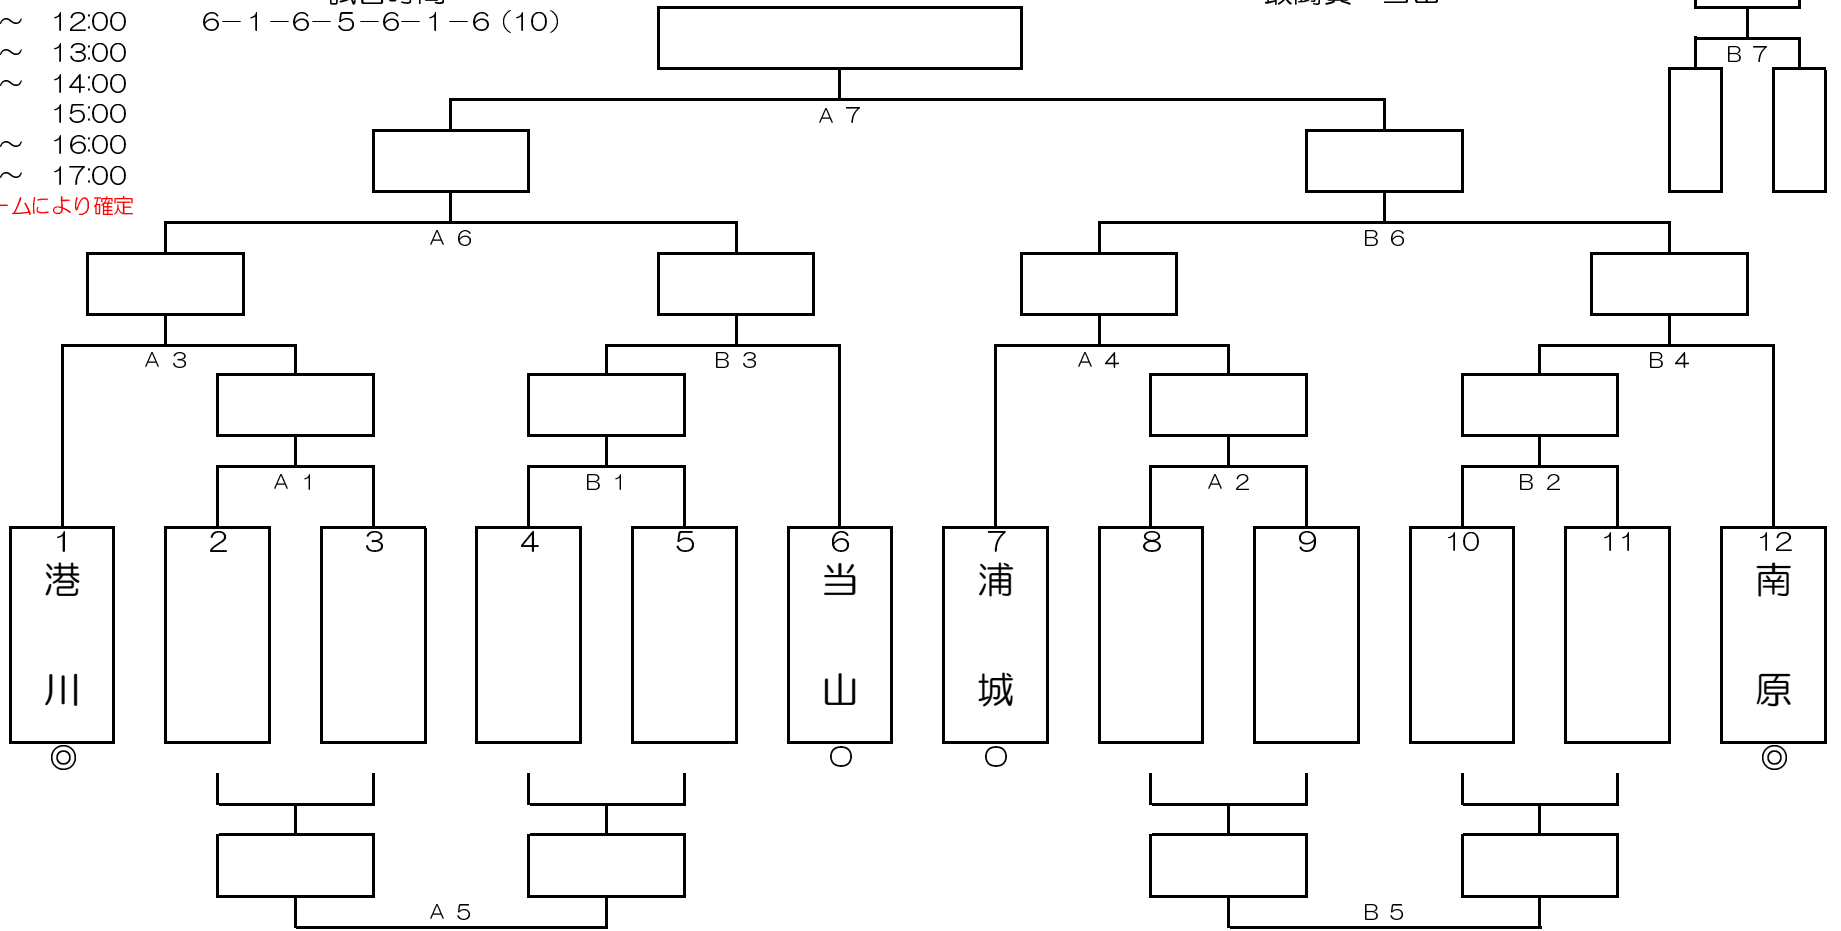 ～ 12:00 6－1－6－5－6－1－6（10）
～ 13:00
～ 14:00
15:00
～ 16:00
～ 17:00
ームにより確定
B 7
A 7
A 6
B 6
A 3
B 3
A 4
B 4
A 1
B 1
A 2
B 2
1 2 3 4 5 6 7 8 9 10 11 12
港川
当山
浦城
南原
◎ ○ ○ ◎
A 5
B 5